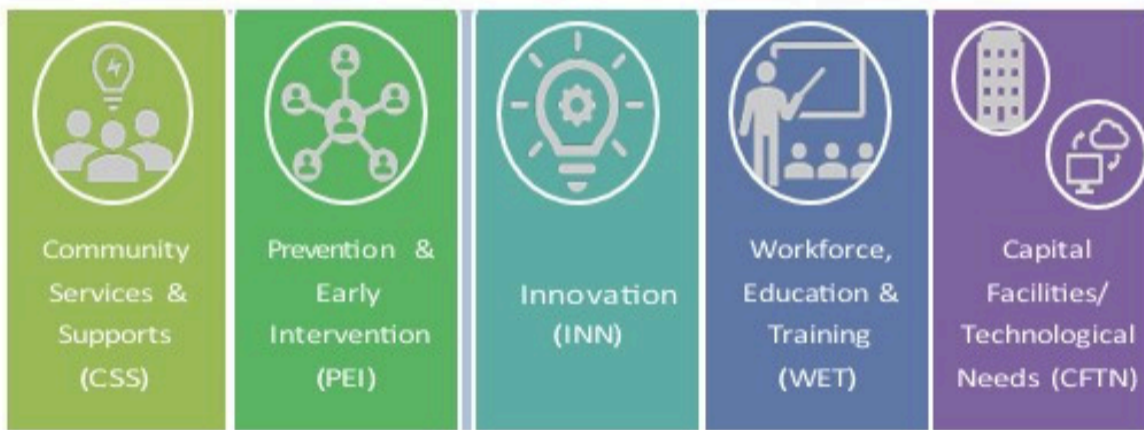 Community
Services &
Supports
(CSS)
Prevention &
Early
Intervention
(PEI)
Innovation
(INN)
Workforce,
Education &
Training
(WET)
Capital
Facilities/
Technological
Needs (CFTN)